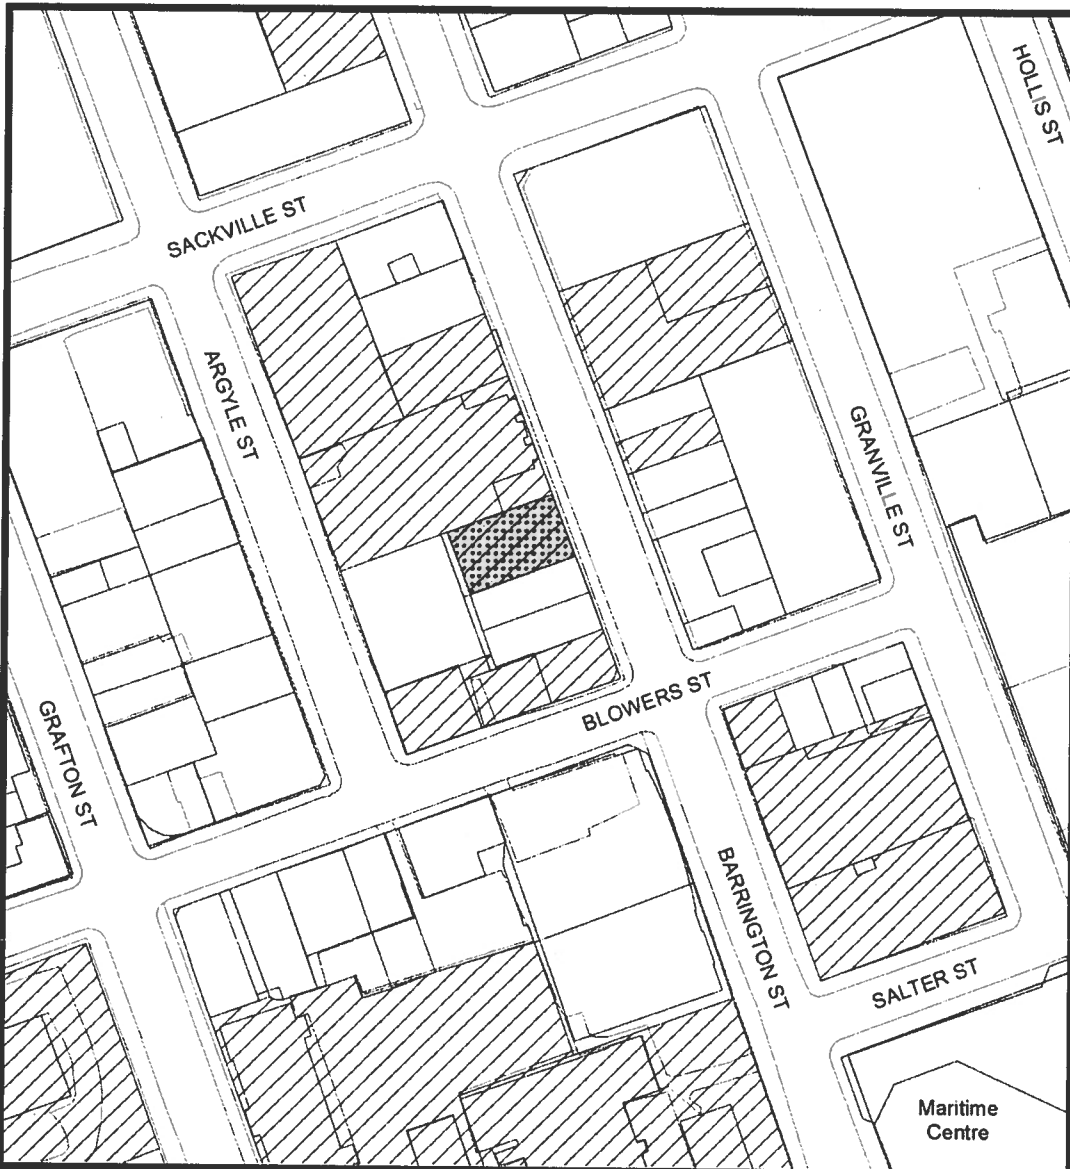 HOLLIS ST
SACKVILLE ST
ARGYLE ST
GRANVILLE ST
GRAFTON ST
BLOWERS ST
BARRINGTON ST
SALTER ST
Maritime
Centre